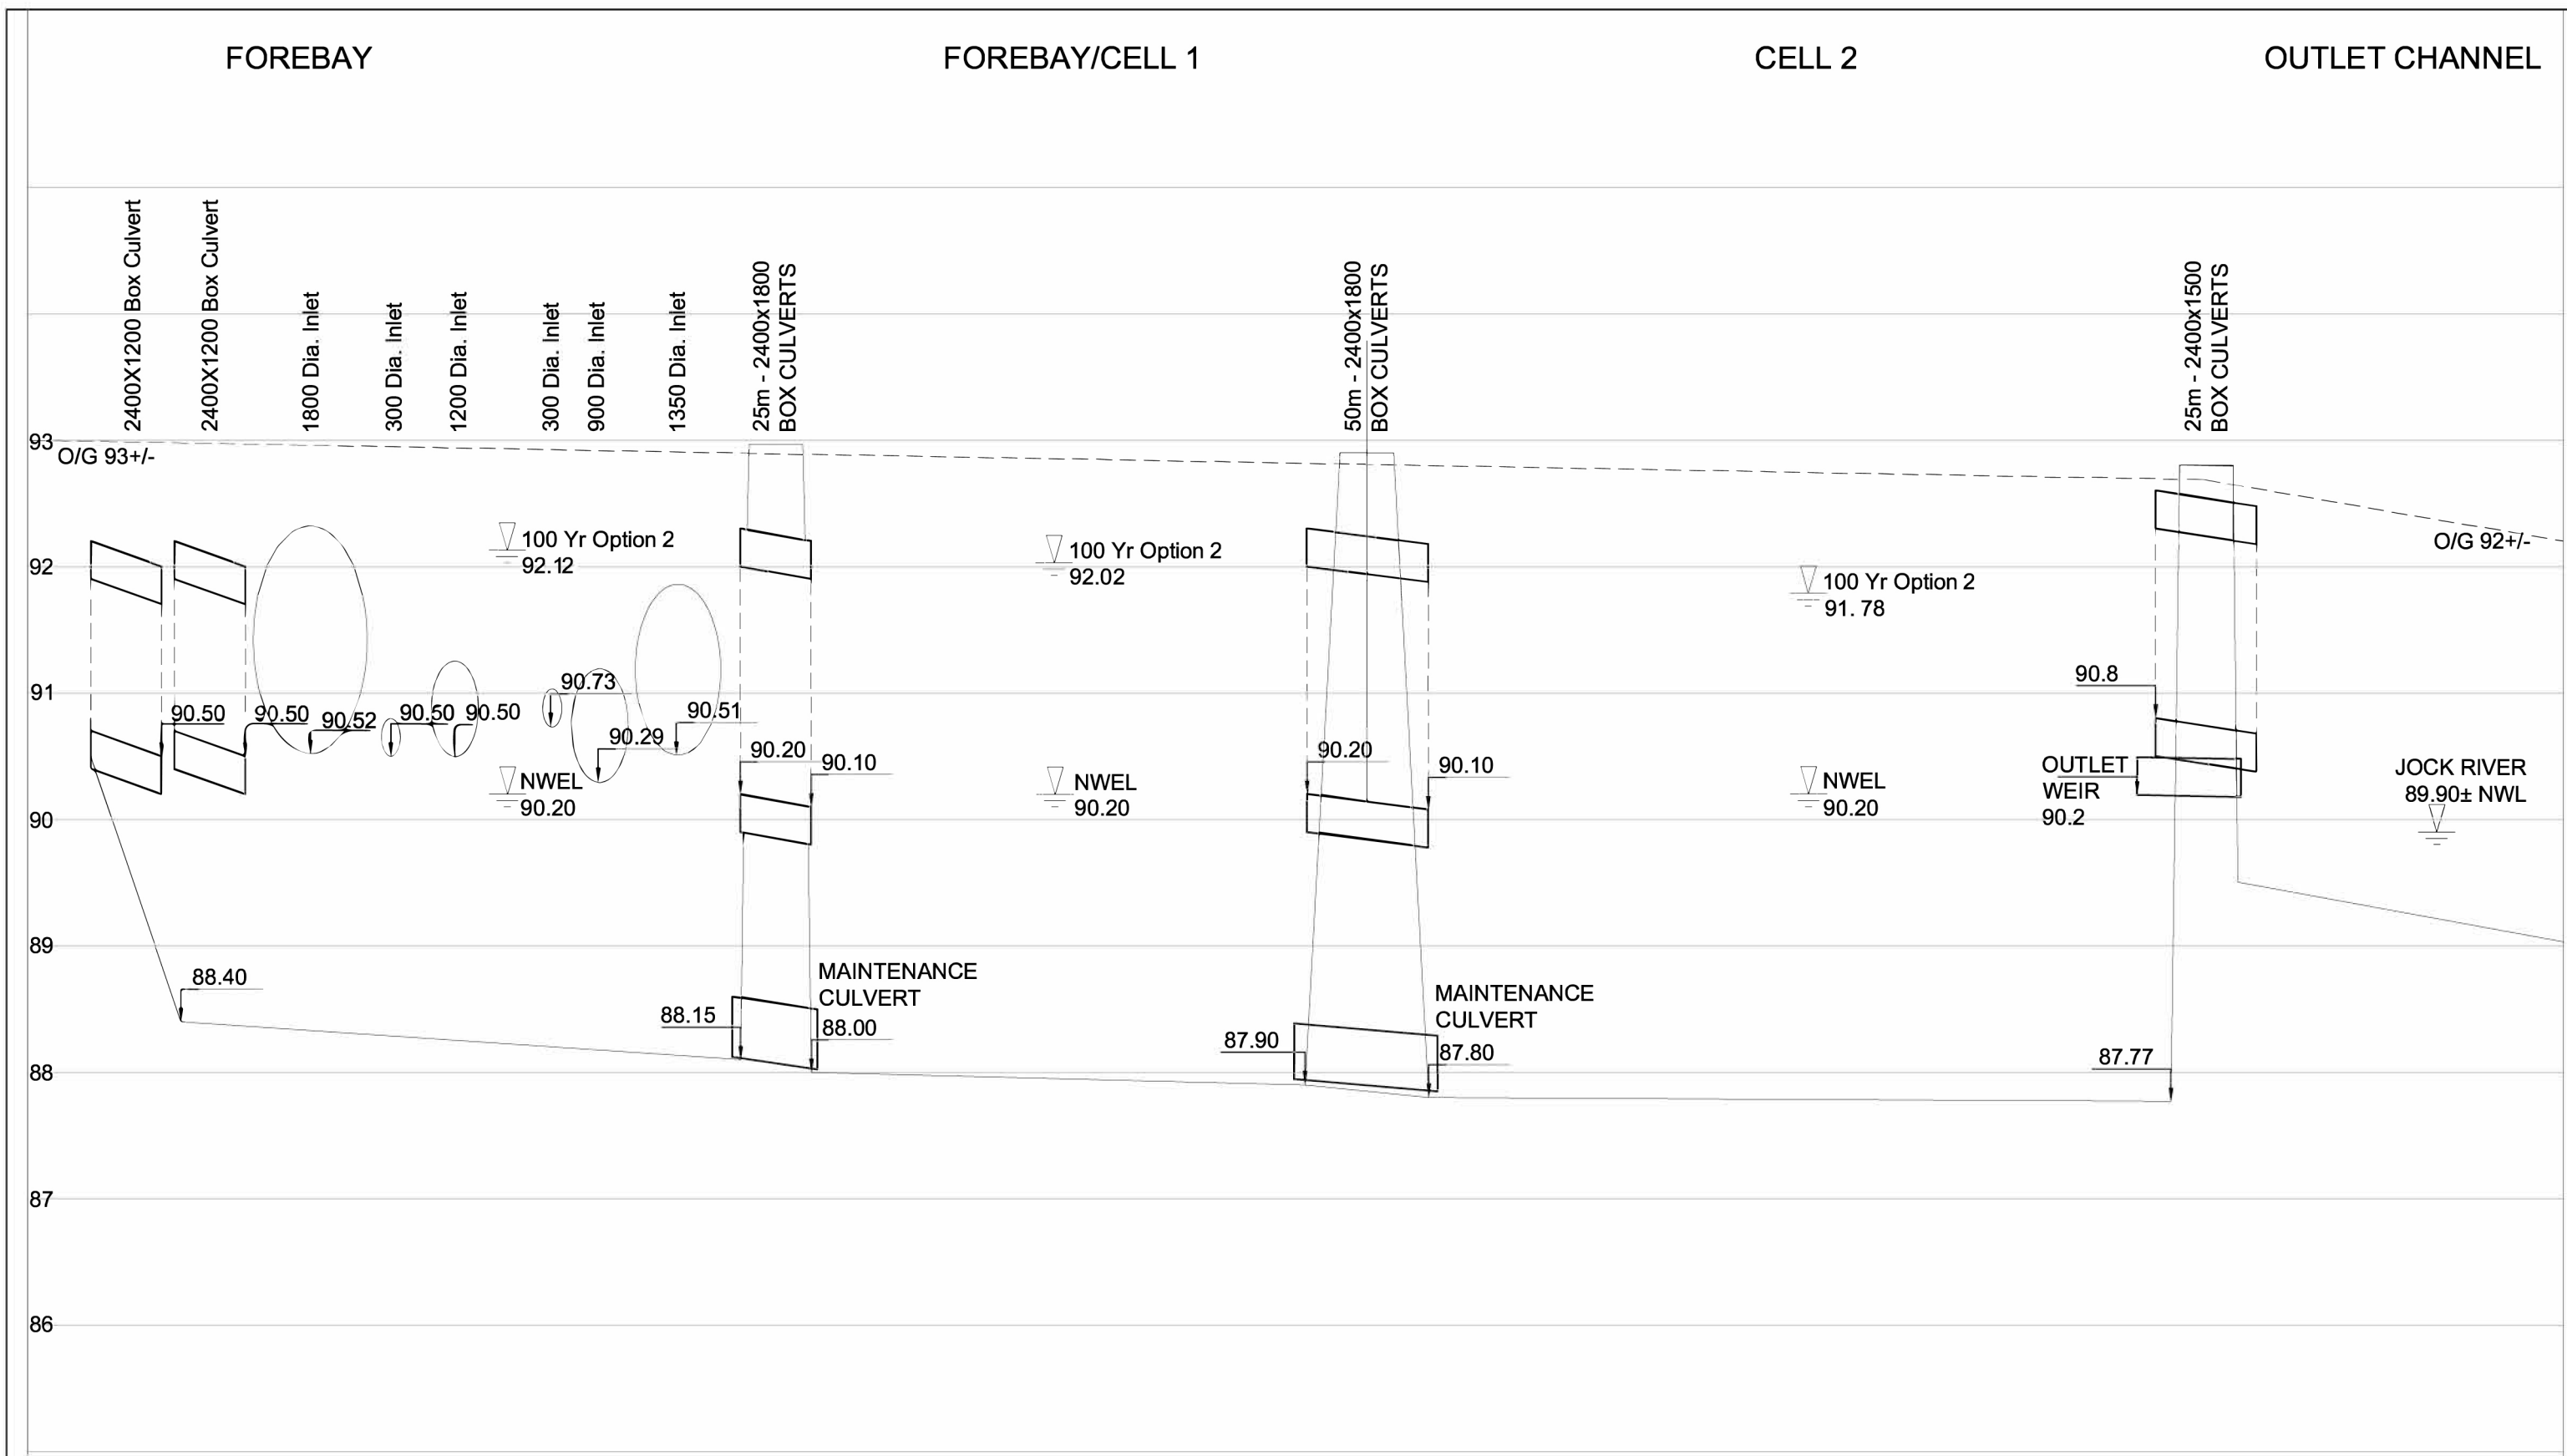 FOREBAY
FOREBAY/CELL 1
CELL 2
OUTLET CHANNEL
2400X1200 Box Culvert
2400X1200 Box Culvert
1800 Dia. Inlet
300 Dia. Inlet
1200 Dia. Inlet
300 Dia. Inlet
900 Dia. Inlet
1350 Dia. Inlet
25m - 2400x1800
BOX CULVERTS
50m - 2400x1800
BOX CULVERTS
25m - 2400x1500
BOX CULVERTS
93
O/G 93+/-
100 Yr Option 2
92.12
100 Yr Option 2
92.02
100 Yr Option 2
91.78
O/G 92+/-
92
91
90.50
90.50
90.52
90.50
90.50
90.73
90.29
90.51
90.20
90.10
90.20
90.10
90.8
NWEL
90.20
NWEL
90.20
NWEL
90.20
OUTLET
WEIR
90.2
JOCK RIVER
89.90± NWL
90
89
88.40
88.15
MAINTENANCE
CULVERT
88.00
87.90
MAINTENANCE
CULVERT
87.80
87.77
88
87
86